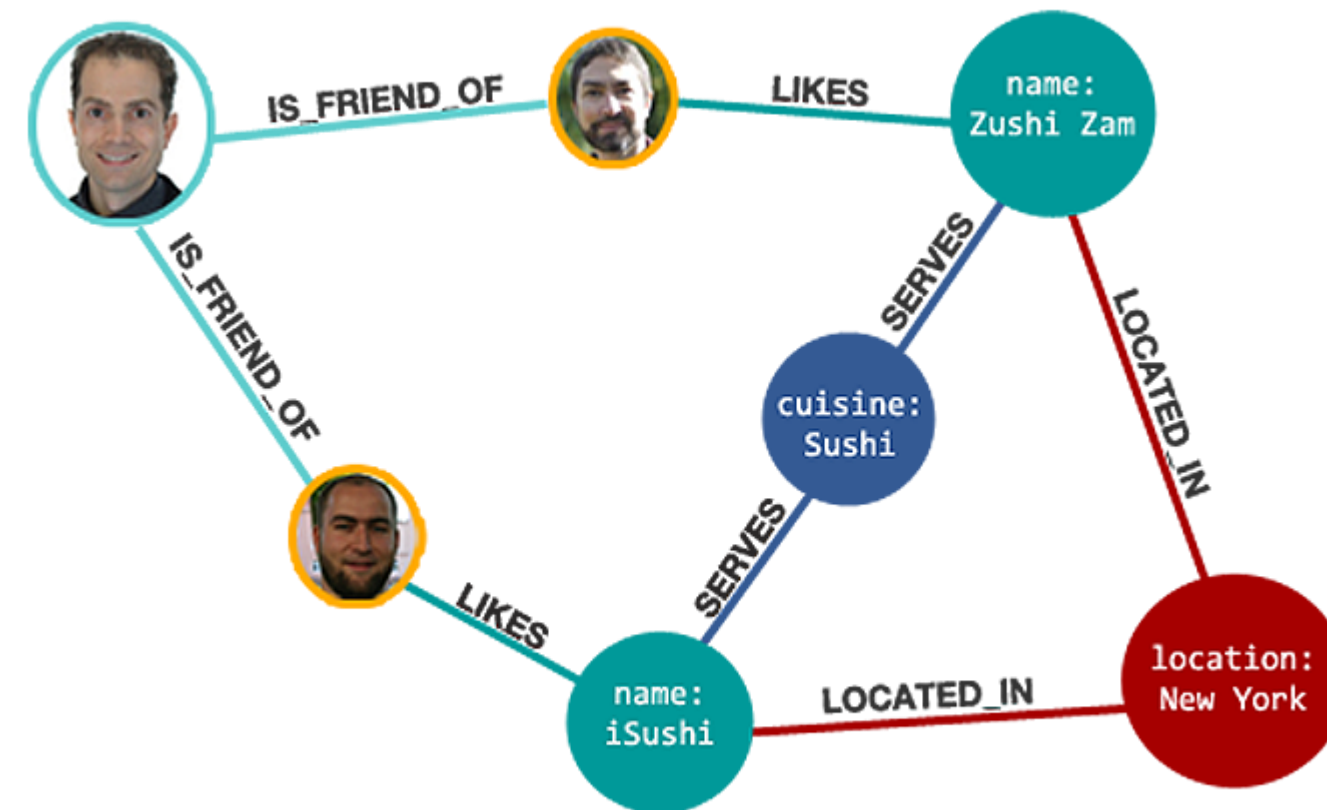 IS_FRIEND_OF
LIKES
name:
Zushi Zam
IS_FRIEND_OF
SERVES
LOCATED_IN
cuisine:
Sushi
SERVES
LIKES
name:
iSushi
LOCATED_IN
location:
New York